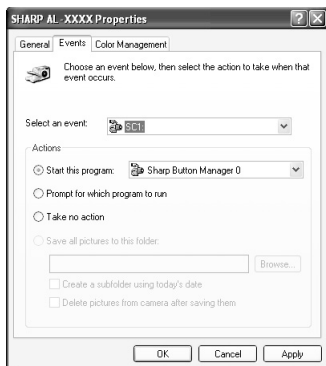 SHARP AL-XXXX Properties
General Events Color Management
Choose an event below, then select the action to take when that
event occurs.
Select an event: SC1:
Actions
Start this program: Sharp Button Manager O
Prompt for which program to run
Take no action
Save all pictures to this folder:
Browse...
Create a subfolder using today's date
Delete pictures from camera after saving them
OK Cancel Apply